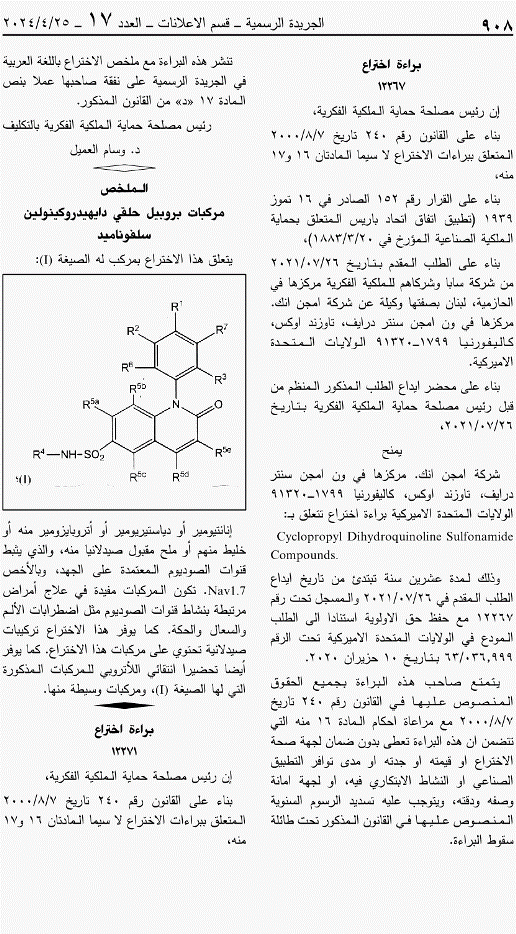 ٩٠٨
الجريدة الرسمية ـ قسم الاعلانات ـ العدد ١٧ ـ ٢٠٢٤/٤/٢٥
براءة اختراع
١٣٣٦٧
إن رئيس مصلحة حماية الملكية الفكرية،
بناء على القانون رقم ٢٤٠ تاريخ ٢٠٠٠/٨/٧
المتعلق ببراءات الاختراع لا سيما المادتان ١٦ و١٧
منه،
بناء على القرار رقم ١٥٢ الصادر في ١٦ تموز
١٩٣٩ (تطبيق اتفاق اتحاد باريس المتعلق بحماية
الملكية الصناعية المؤرخ في ١٨٨٣/٣/٢٠)،
بناء على الطلب المقدم بتاريخ ٢٠٢١/٠٧/٢٦
من شركة سابا وشركاهم للملكية الفكرية مركزها في
الحازمية، لبنان بصفتها وكيلة عن شركة امجن انك.
مركزها في ون امجن سنتر درايف، تاوزند اوكس،
كاليفورنيا ١٧٩٩ـ٩١٣٢٠ الولايات المتحدة
الاميركية.
بناء على محضر ايداع الطلب المذكور المنظم من
قبل رئيس مصلحة حماية الملكية الفكرية بتاريخ
٢٠٢١/٠٧/٢٦،
يمنح
شركة امجن انك. مركزها في ون امجن سنتر
درايف، تاوزند اوكس، كاليفورنيا ١٧٩٩ـ٩١٣٢٠
الولايات المتحدة الاميركية براءة اختراع تتعلق بـ:
Cyclopropyl Dihydroquinoline Sulfonamide
Compounds.
وذلك لمدة عشرين سنة تبتدئ من تاريخ ايداع
الطلب المقدم في ٢٠٢١/٠٧/٢٦ والمسجل تحت رقم
١٢٢٦٧ مع حفظ حق الاولوية استنادا الى الطلب
المودع في الولايات المتحدة الاميركية تحت الرقم
٦٣/٠٣٦,٩٩٩ بتاريخ ١٠ حزيران ٢٠٢٠.
يتمتع صاحب هذه البراءة بجميع الحقوق
المنصوص عليها في القانون رقم ٢٤٠ تاريخ
٢٠٠٠/٨/٧ مع مراعاة أحكام المادة ١٦ منه التي
تتضمن ان هذه البراءة تعطى بدون ضمان لجهة صحة
الاختراع او قيمته او جدته او مدى توافر التطبيق
الصناعي او النشاط الابتكاري فيه، او لجهة امانة
وصفه ودقته، ويتوجب عليه تسديد الرسوم السنوية
المنصوص عليها في القانون المذكور تحت طائلة
سقوط البراءة.
تنشر هذه البراءة مع ملخص الاختراع باللغة العربية
في الجريدة الرسمية على نفقة صاحبها عملا بنص
المادة ١٧ «د» من القانون المذكور.
رئيس مصلحة حماية الملكية الفكرية بالتكليف
د. وسام العميل
الملخص
مركبات بروبيل حلقي دايهيدروكينولين
سلفوناميد
يتعلق هذا الاختراع بمركب له الصيغة (I):
R1
R2 R7
R6 R3
R5b
R5a N O
R4—NH—SO2 R5e
R5c R5d
(I)؛
إنانتيومير أو دياستيريومير أو أتروبايزومير منه أو
خليط منهم أو ملح مقبول صيدلانيا منه، والذي يثبط
قنوات الصوديوم المعتمدة على الجهد، وبالأخص
Nav1.7. تكون المركبات مفيدة في علاج أمراض
مرتبطة بنشاط قنوات الصوديوم مثل اضطرابات الألم
والسعال والحكة. كما يوفر هذا الاختراع تركيبات
صيدلانية تحتوي على مركبات هذا الاختراع. كما يوفر
أيضا تحضيرا انتقائي اللأتروبي للمركبات المذكورة
التي لها الصيغة (I)، ومركبات وسيطة منها.
براءة اختراع
١٣٢٧١
إن رئيس مصلحة حماية الملكية الفكرية،
بناء على القانون رقم ٢٤٠ تاريخ ٢٠٠٠/٨/٧
المتعلق ببراءات الاختراع لا سيما المادتان ١٦ و١٧
منه،